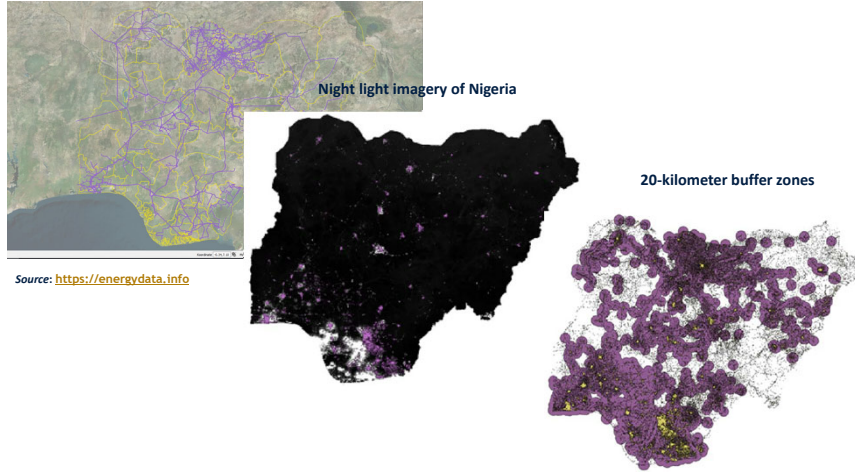 Night light imagery of Nigeria
20-kilometer buffer zones
Source: https://energydata.info